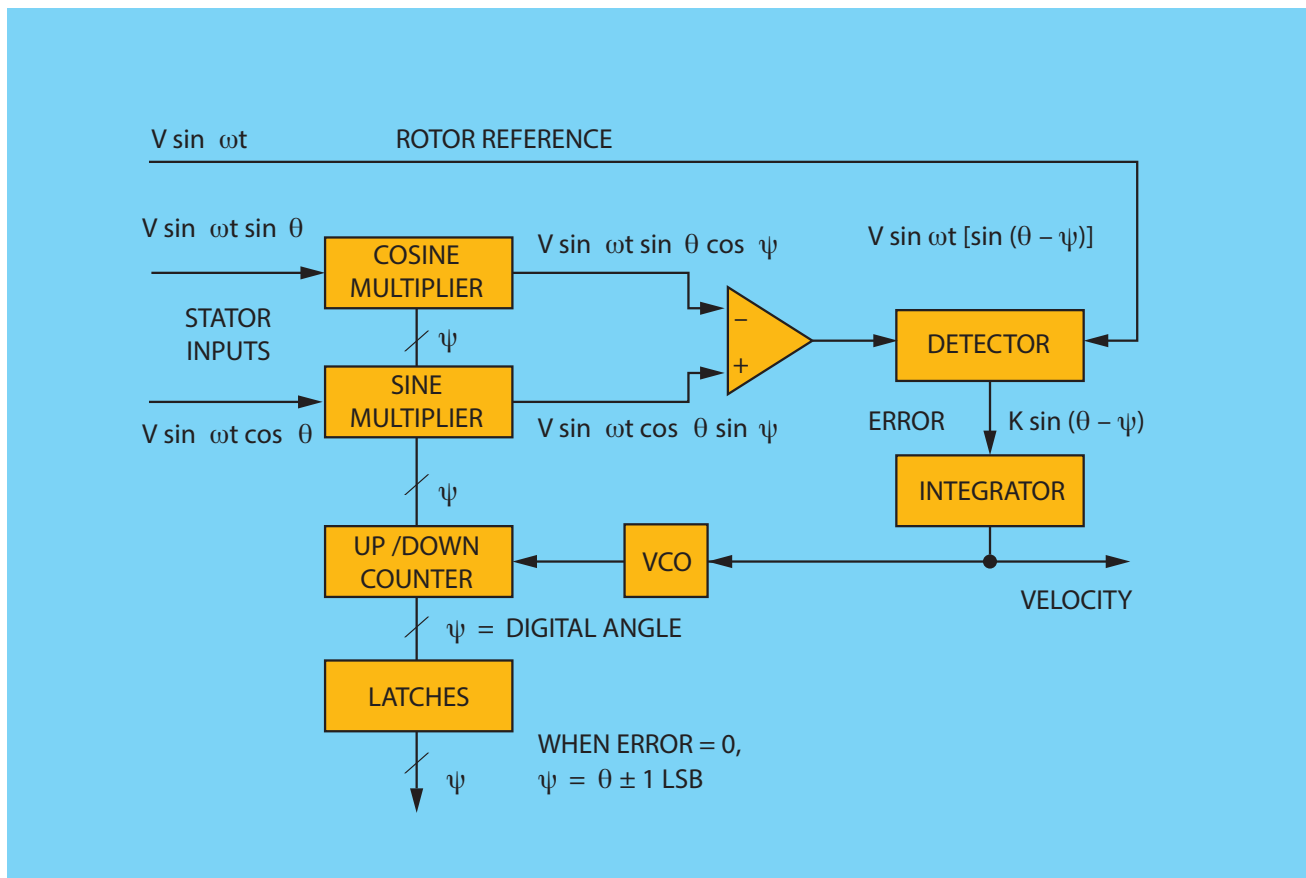 V sin ωt
ROTOR REFERENCE
V sin ωt sin θ
COSINE
MULTIPLIER
V sin ωt sin θ cos ψ
V sin ωt [sin (θ – ψ)]
STATOR
INPUTS
ψ
–
+
DETECTOR
SINE
MULTIPLIER
V sin ωt cos θ
V sin ωt cos θ sin ψ
ERROR
K sin (θ – ψ)
ψ
INTEGRATOR
UP /DOWN
COUNTER
VCO
VELOCITY
ψ = DIGITAL ANGLE
LATCHES
WHEN ERROR = 0,
ψ = θ ± 1 LSB
ψ